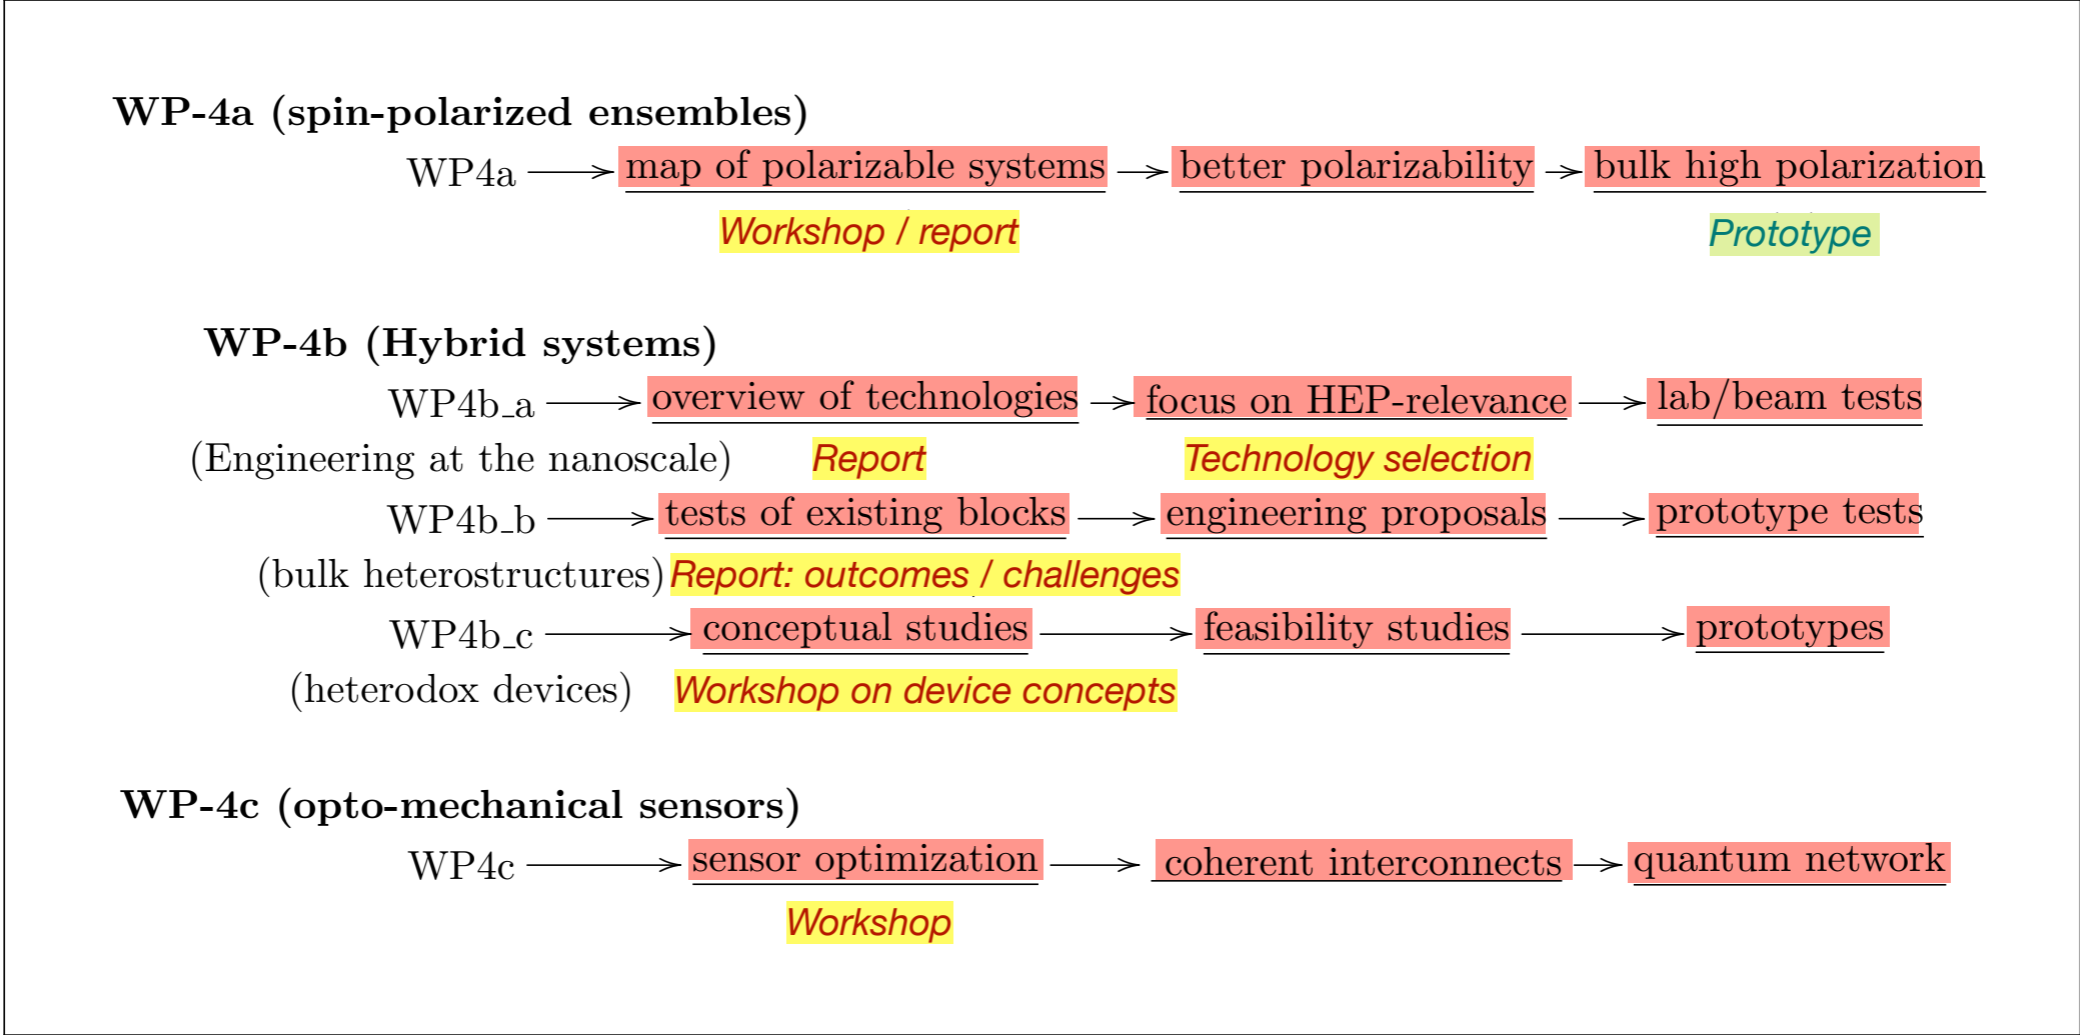 WP-4a (spin-polarized ensembles)
WP4a map of polarizable systems better polarizability bulk high polarization
Workshop / report Prototype
WP-4b (Hybrid systems)
WP4b_a overview of technologies focus on HEP-relevance lab/beam tests
(Engineering at the nanoscale) Report Technology selection
WP4b_b tests of existing blocks engineering proposals prototype tests
(bulk heterostructures) Report: outcomes / challenges
WP4b_c conceptual studies feasibility studies prototypes
(heterodox devices) Workshop on device concepts
WP-4c (opto-mechanical sensors)
WP4c sensor optimization coherent interconnects quantum network
Workshop